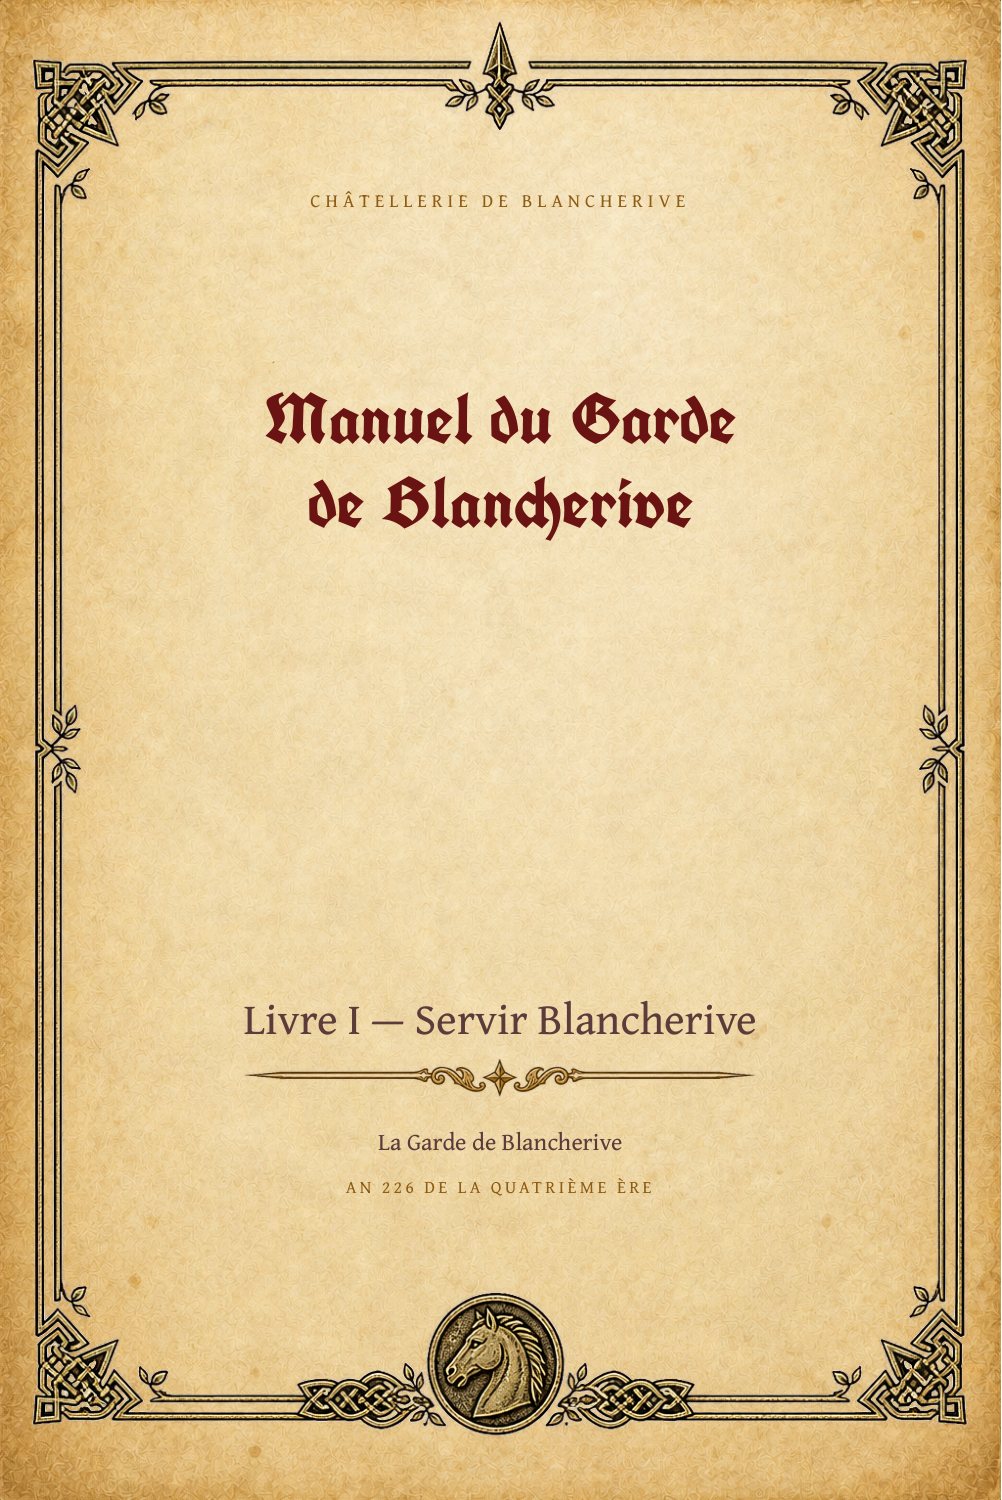 CHÂTELLERIE DE BLANCHERIVE
Manuel du Garde
de Blancherive
Livre I — Servir Blancherive
La Garde de Blancherive
AN 226 DE LA QUATRIÈME ÈRE